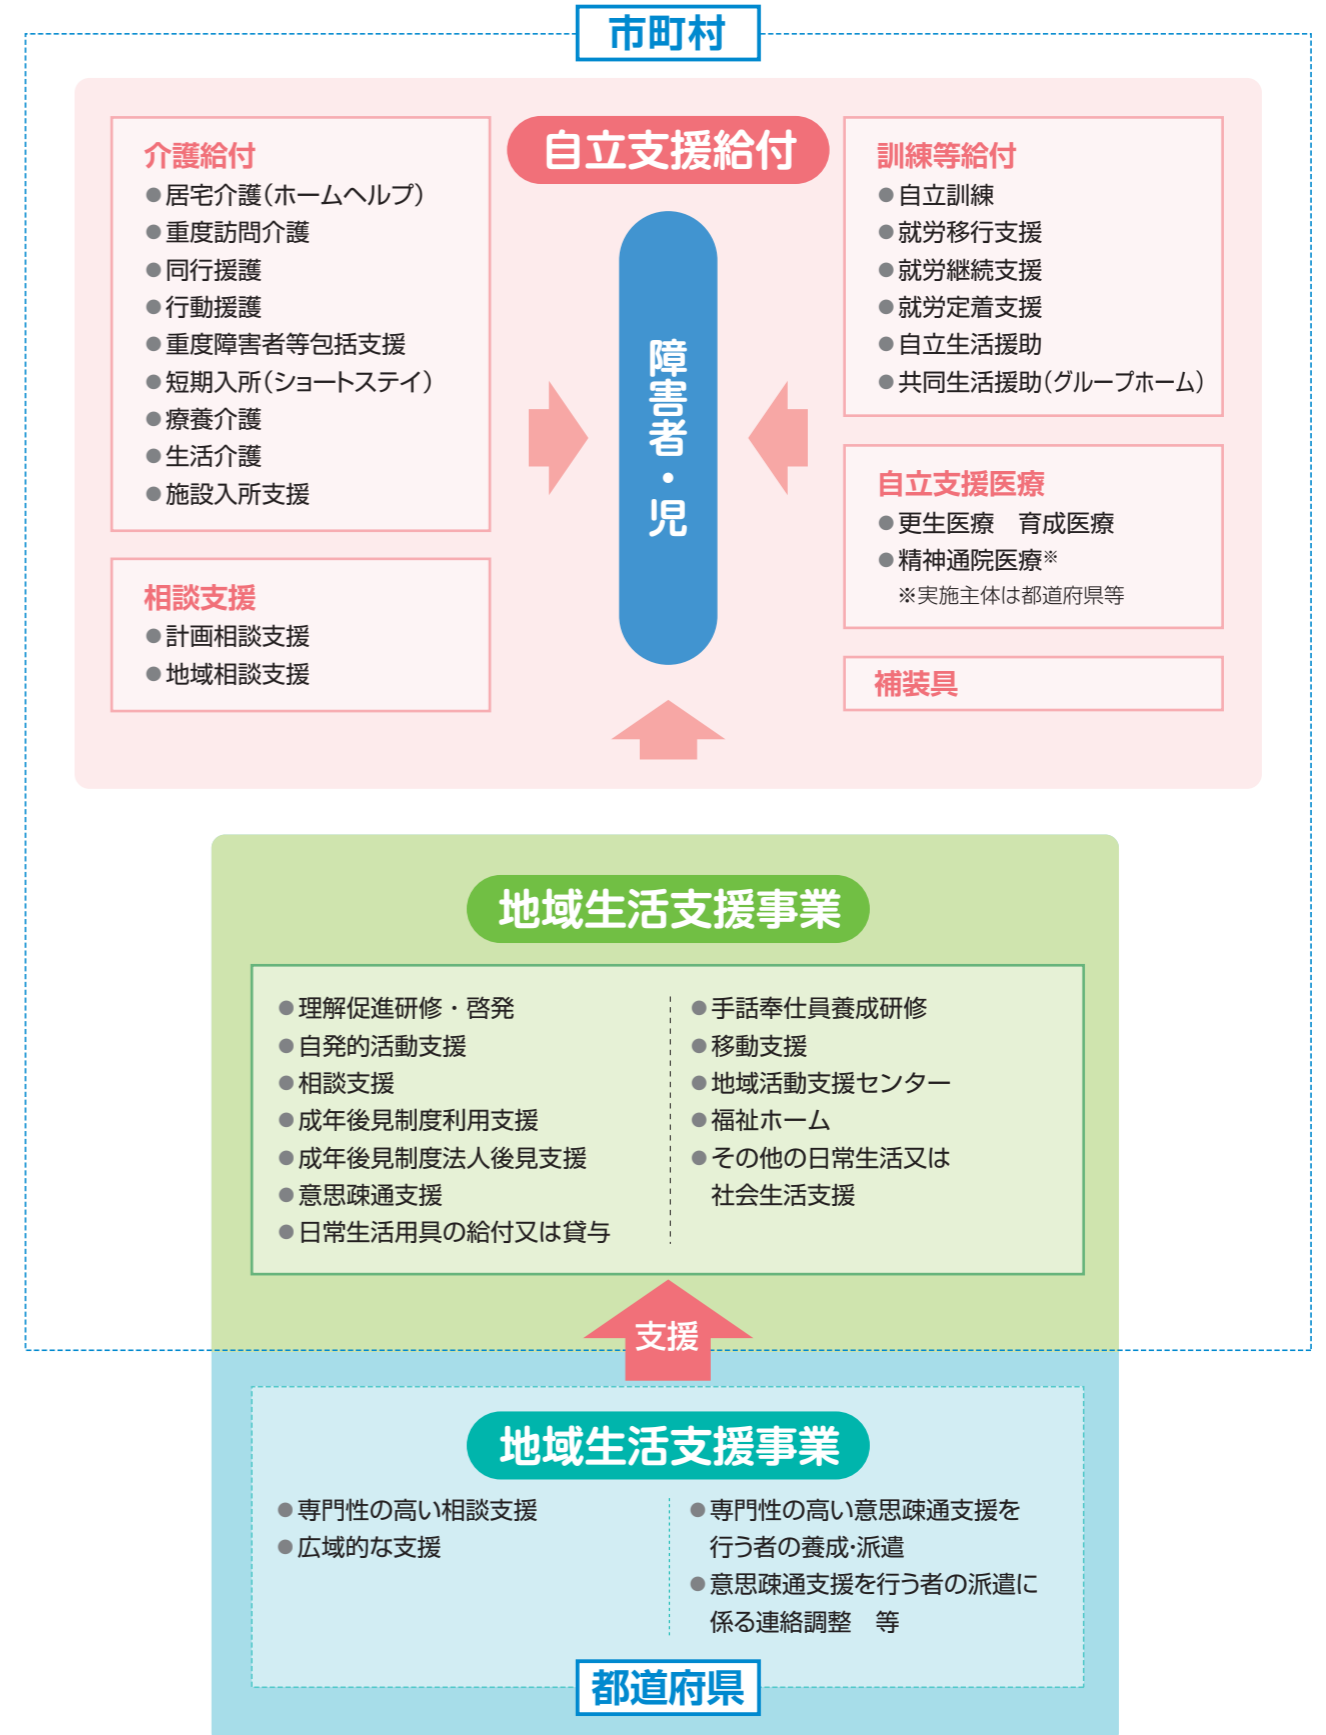 市町村
自立支援給付
介護給付
●居宅介護(ホームヘルプ)
●重度訪問介護
●同行援護
●行動援護
●重度障害者等包括支援
●短期入所(ショートステイ)
●療養介護
●生活介護
●施設入所支援
相談支援
●計画相談支援
●地域相談支援
障害者・児
訓練等給付
●自立訓練
●就労移行支援
●就労継続支援
●就労定着支援
●自立生活援助
●共同生活援助(グループホーム)
自立支援医療
●更生医療　育成医療
●精神通院医療※
※実施主体は都道府県等
補装具
地域生活支援事業
●理解促進研修・啓発
●自発的活動支援
●相談支援
●成年後見制度利用支援
●成年後見制度法人後見支援
●意思疎通支援
●日常生活用具の給付又は貸与
●手話奉仕員養成研修
●移動支援
●地域活動支援センター
●福祉ホーム
●その他の日常生活又は
社会生活支援
支援
地域生活支援事業
●専門性の高い相談支援
●広域的な支援
●専門性の高い意思疎通支援を
行う者の養成・派遣
●意思疎通支援を行う者の派遣に
係る連絡調整　等
都道府県